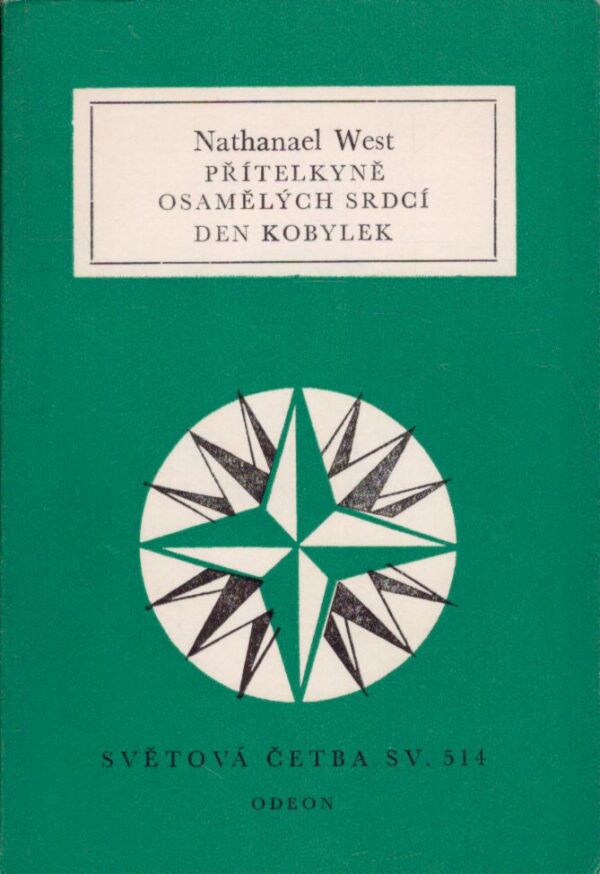 Nathanael West
PŘÍTELKYNĚ
OSAMĚLÝCH SRDCÍ
DEN KOBYLEK
SVĚTOVÁ ČETBA SV. 514
ODEON